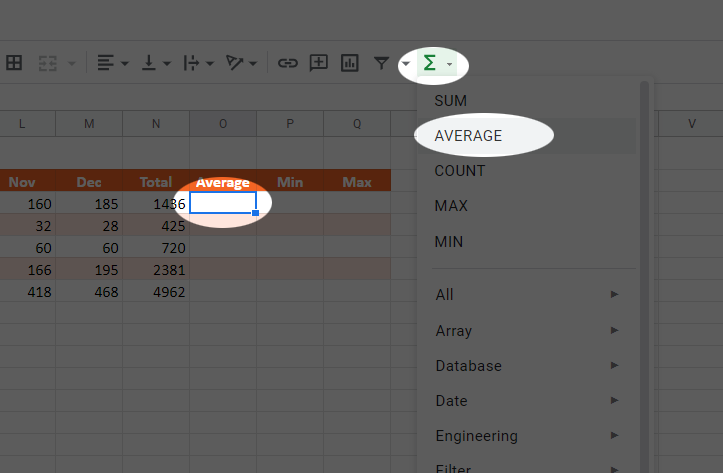 SUM
AVERAGE
COUNT
MAX
MIN
All
Array
Database
Date
Engineering
Filter
L M N O P Q V
Nov Dec Total Average Min Max
160 185 1436
32 28 425
60 60 720
166 195 2381
418 468 4962